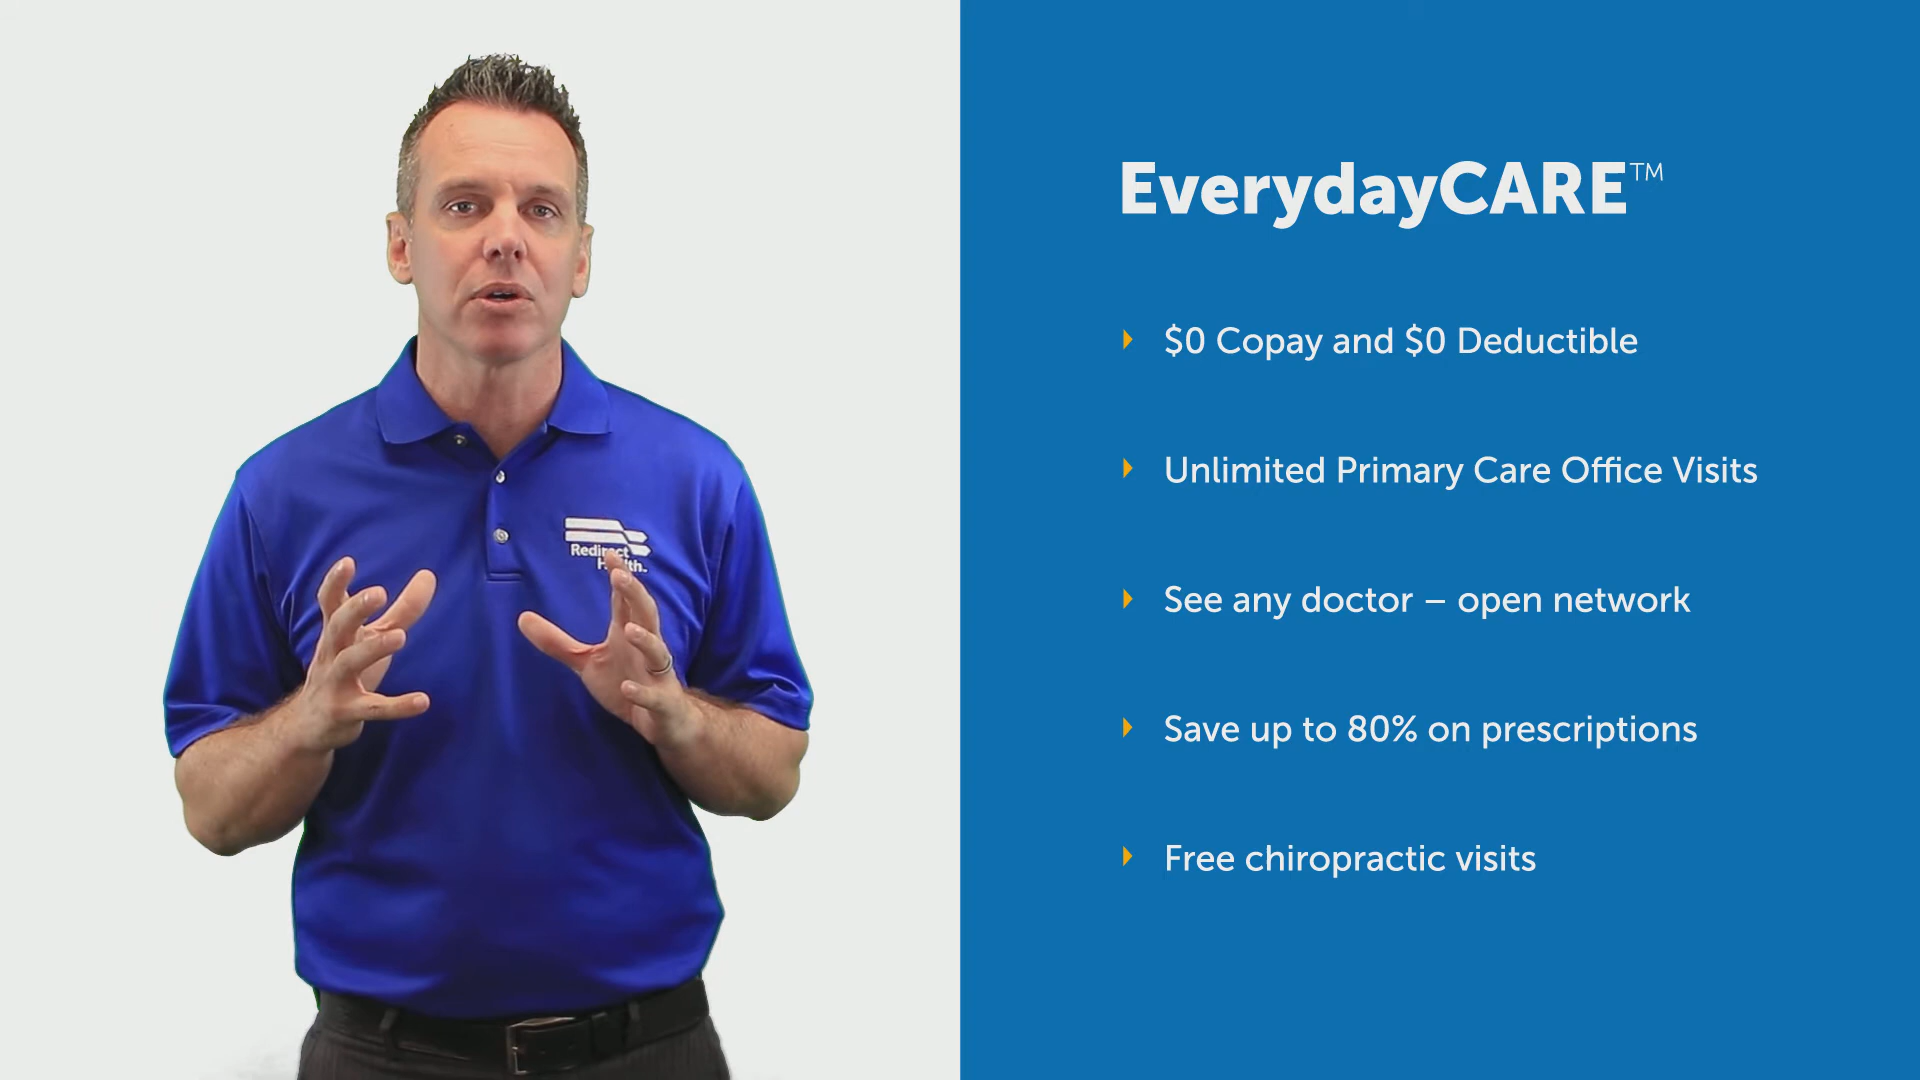 EverydayCARE™
$0 Copay and $0 Deductible
Unlimited Primary Care Office Visits
See any doctor – open network
Save up to 80% on prescriptions
Free chiropractic visits